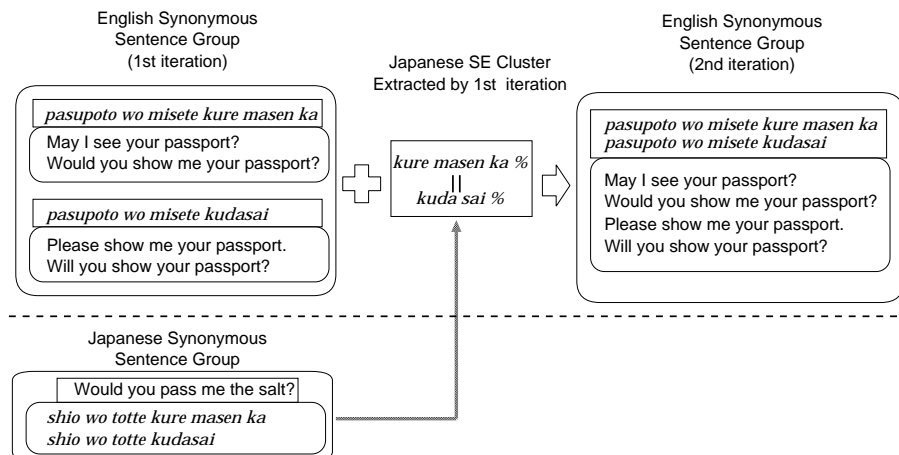 English Synonymous
Sentence Group
(1st iteration)
pasupoto wo misete kure masen ka
May I see your passport?
Would you show me your passport?
pasupoto wo misete kudasai
Please show me your passport.
Will you show your passport?
Japanese SE Cluster
Extracted by 1st iteration
kure masen ka %
=
kuda sai %
English Synonymous
Sentence Group
(2nd iteration)
pasupoto wo misete kure masen ka
pasupoto wo misete kudasai
May I see your passport?
Would you show me your passport?
Please show me your passport.
Will you show your passport?
Japanese Synonymous
Sentence Group
Would you pass me the salt?
shio wo totte kure masen ka
shio wo totte kudasai